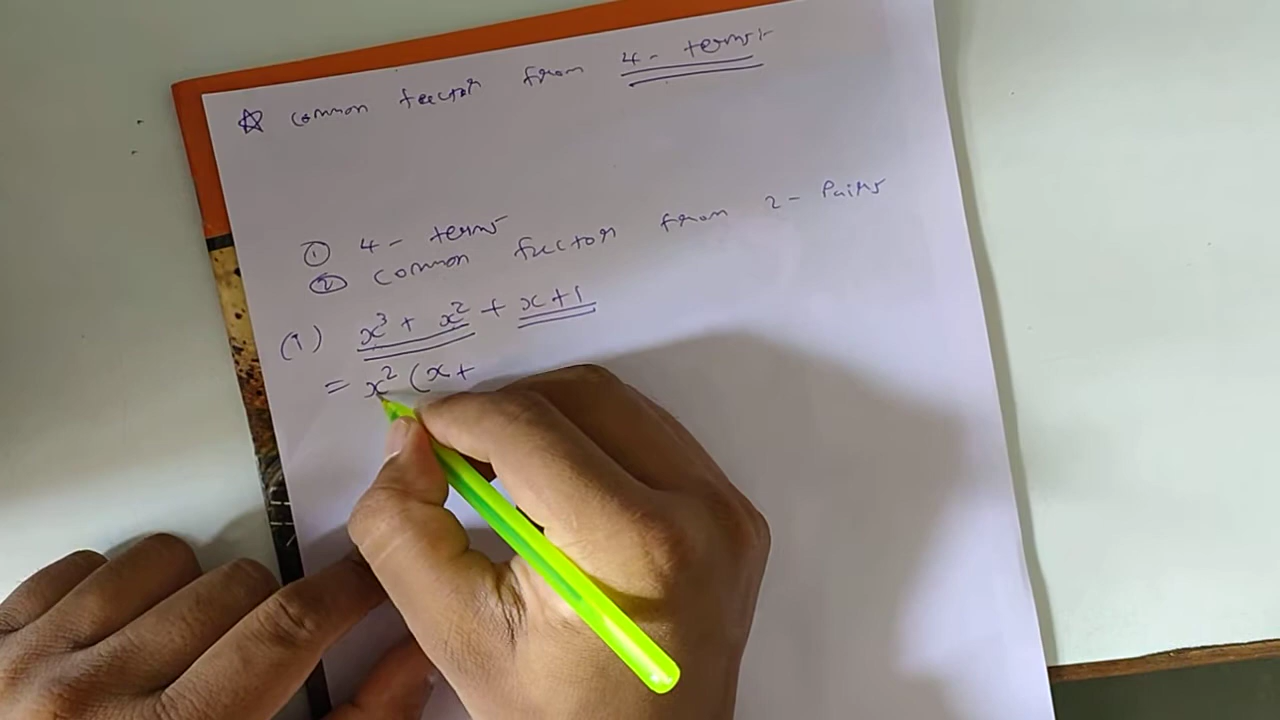 ☆ common factor from 4 - terms :-
① 4 - terms
② common factor from 2 - Pairs
(1) x³ + x² + x + 1
= x² (x +